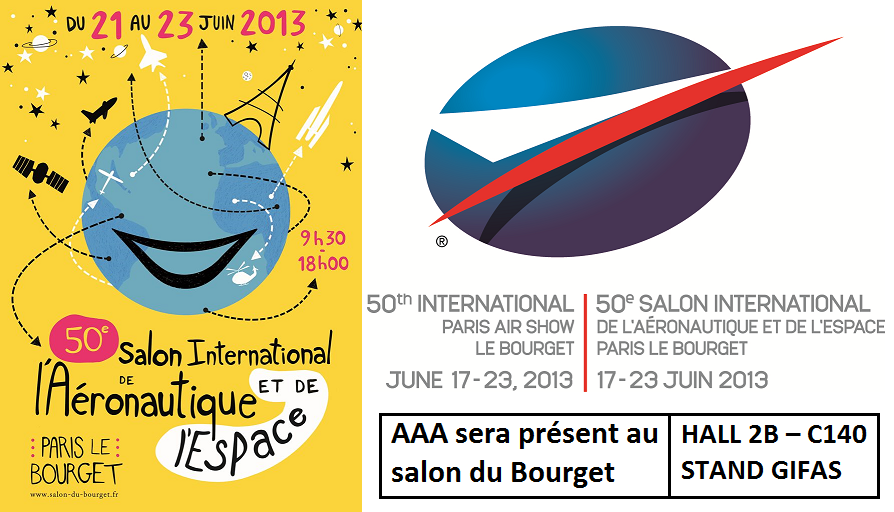 DU 21 AU 23 JUIN 2013
9h30
-
18h00
50e Salon International
DE
l'Aéronautique
ET DE
l'Espace
PARIS LE
BOURGET
www.salon-du-bourget.fr
®
50th INTERNATIONAL
PARIS AIR SHOW
LE BOURGET
JUNE 17-23, 2013
50e SALON INTERNATIONAL
DE L'AÉRONAUTIQUE ET DE L'ESPACE
PARIS LE BOURGET
17-23 JUIN 2013
AAA sera présent au
salon du Bourget
HALL 2B – C140
STAND GIFAS